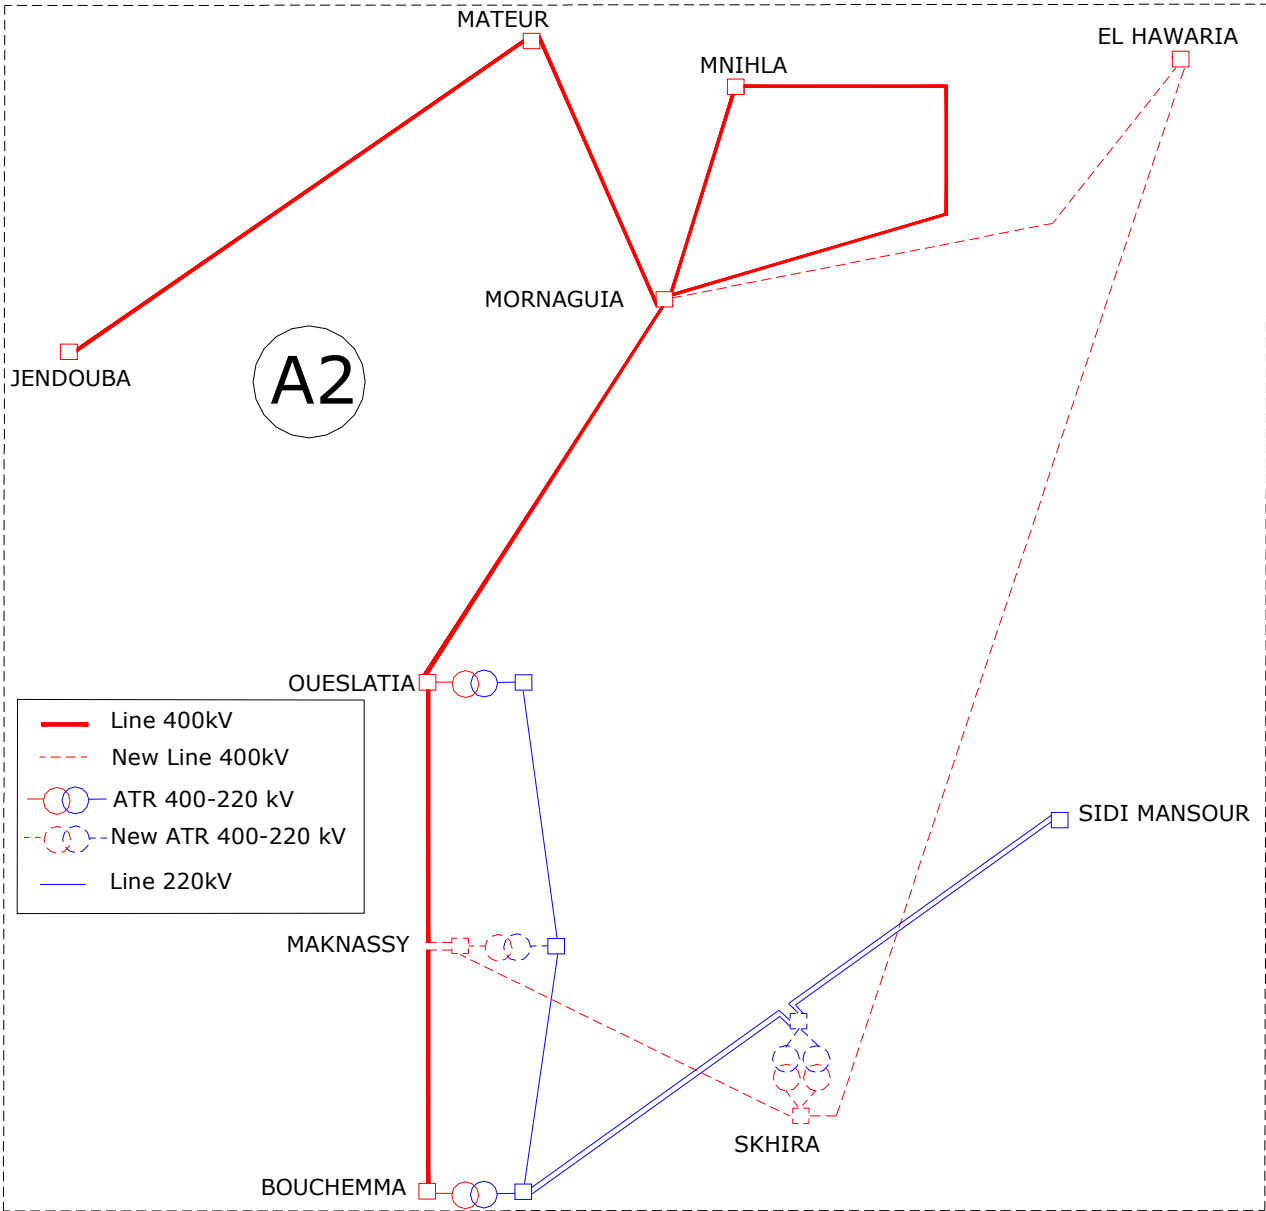 MATEUR
EL HAWARIA
MNIHLA
MORNAGUIA
JENDOUBA
A2
OUESLATIA
Line 400kV
New Line 400kV
ATR 400-220 kV
New ATR 400-220 kV
Line 220kV
SIDI MANSOUR
MAKNASSY
SKHIRA
BOUCHEMMA